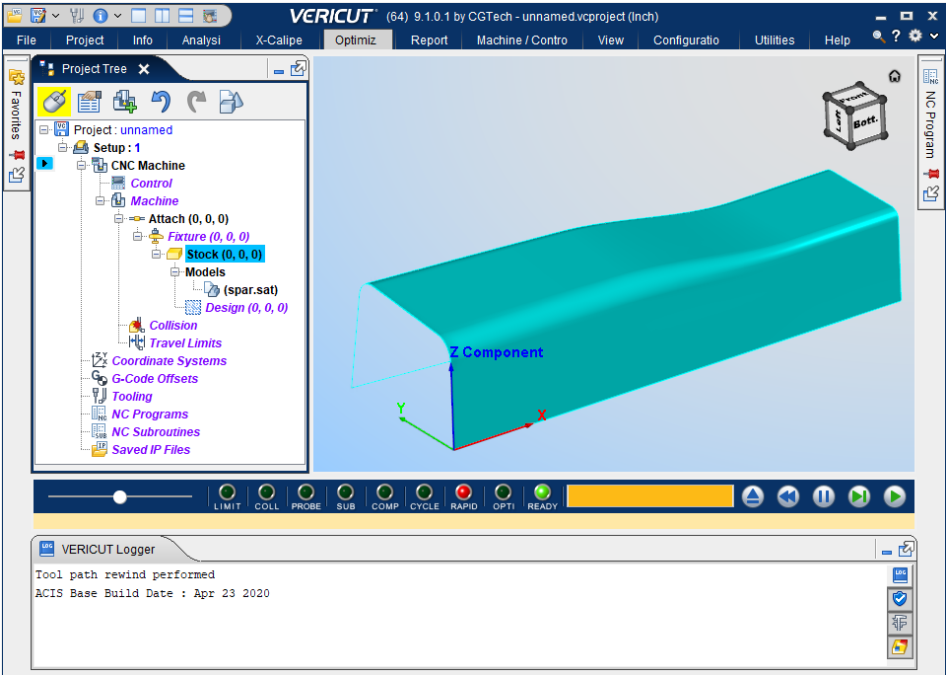 VERICUT® (64) 9.1.0.1 by CGTech - unnamed.vcproject (Inch)
File Project Info Analysi X-Calipe Optimiz Report Machine / Contro View Configuratio Utilities Help
Project Tree
Favorites
NC Program
Project : unnamed
Setup : 1
CNC Machine
Control
Machine
Attach (0, 0, 0)
Fixture (0, 0, 0)
Stock (0, 0, 0)
Models
(spar.sat)
Design (0, 0, 0)
Collision
Travel Limits
Coordinate Systems
G-Code Offsets
Tooling
NC Programs
NC Subroutines
Saved IP Files
Front
Left
Bott.
Z Component
Y
X
LIMIT COLL PROBE SUB COMP CYCLE RAPID OPTI READY
VERICUT Logger
Tool path rewind performed
ACIS Base Build Date : Apr 23 2020